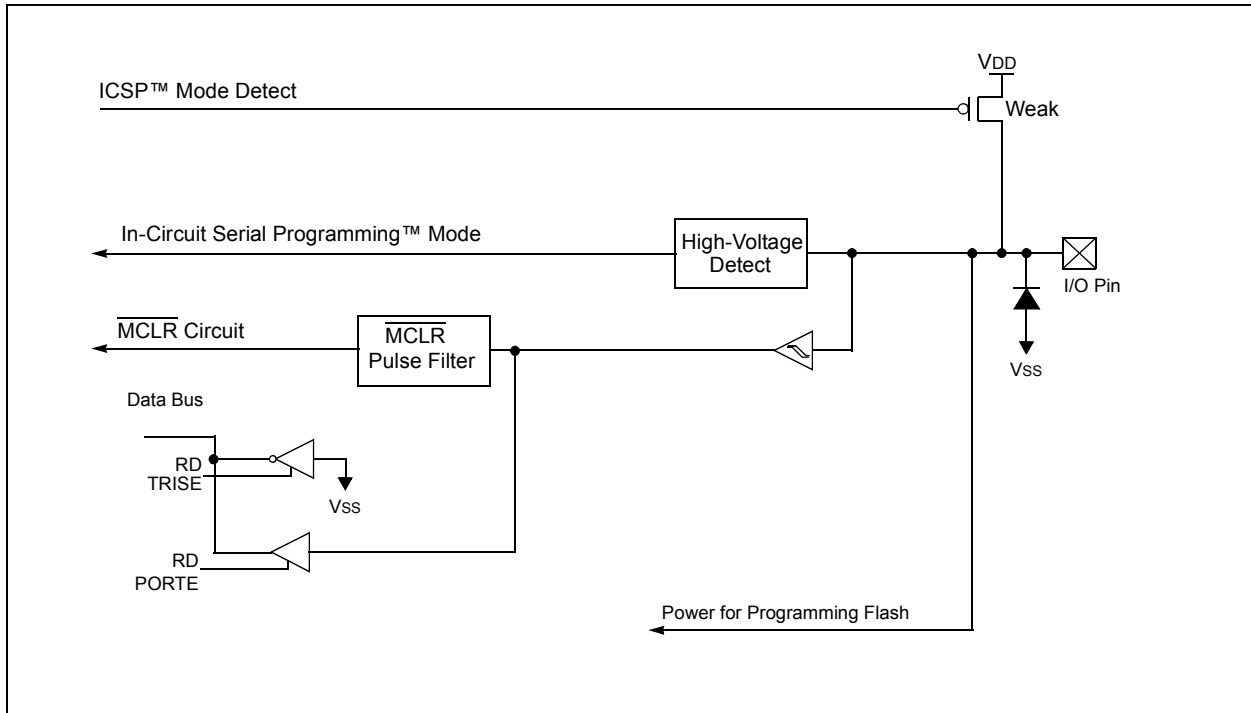 VDD
ICSP™ Mode Detect
Weak
In-Circuit Serial Programming™ Mode
High-Voltage
Detect
I/O Pin
MCLR Circuit
MCLR
Pulse Filter
VSS
Data Bus
RD
TRISE
VSS
RD
PORTE
Power for Programming Flash